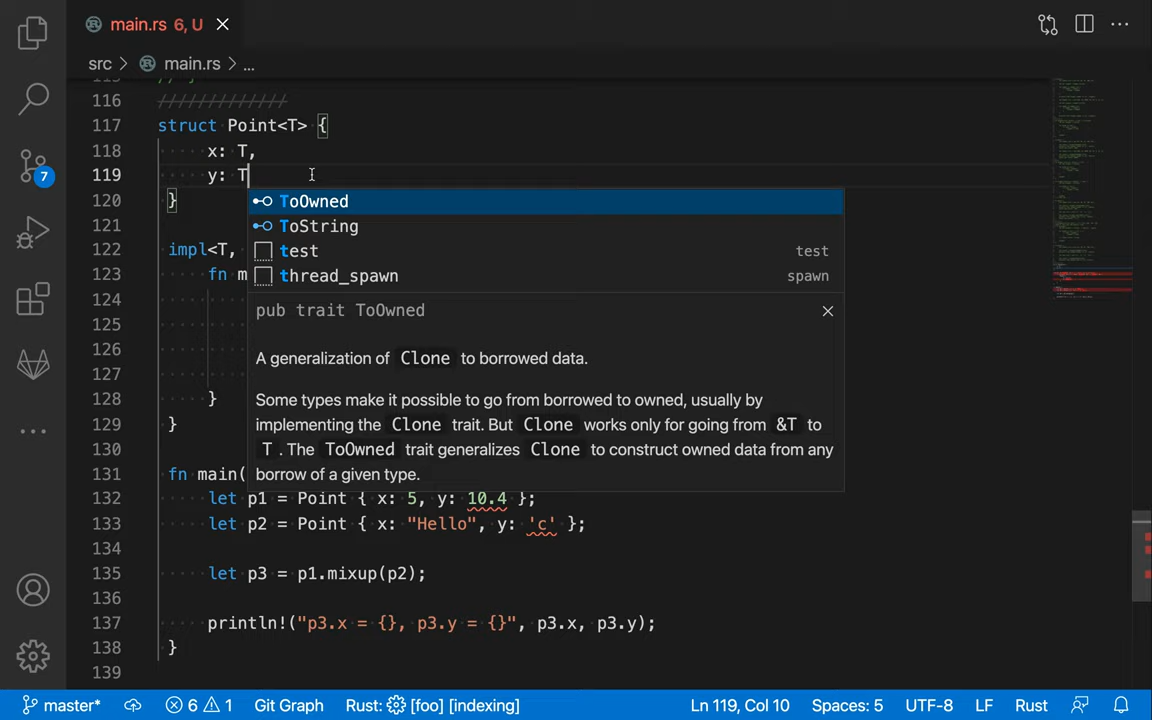 main.rs 6, U
src > main.rs > ...
116 ////////////
117 struct Point<T> {
118 x: T,
119 y: T
120 }
121
122 impl<T,
123 fn m
124
125
126
127
128 }
129 }
130
131 fn main(
132 let p1 = Point { x: 5, y: 10.4 };
133 let p2 = Point { x: "Hello", y: 'c' };
134
135 let p3 = p1.mixup(p2);
136
137 println!("p3.x = {}, p3.y = {}", p3.x, p3.y);
138 }
139
ToOwned
ToString
test test
thread_spawn spawn
pub trait ToOwned
A generalization of Clone to borrowed data.
Some types make it possible to go from borrowed to owned, usually by
implementing the Clone trait. But Clone works only for going from &T to
T . The ToOwned trait generalizes Clone to construct owned data from any
borrow of a given type.
7
master* 6 1 Git Graph Rust: [foo] [indexing] Ln 119, Col 10 Spaces: 5 UTF-8 LF Rust